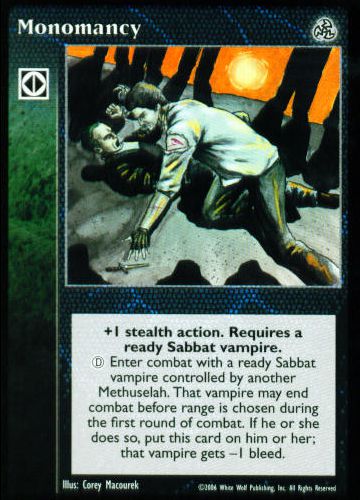 Monomancy
+1 stealth action. Requires a
ready Sabbat vampire.
Ⓓ Enter combat with a ready Sabbat
vampire controlled by another
Methuselah. That vampire may end
combat before range is chosen during
the first round of combat. If he or she
does so, put this card on him or her;
that vampire gets –1 bleed.
Illus: Corey Macourek
©2006 White Wolf Publishing, Inc. All Rights Reserved